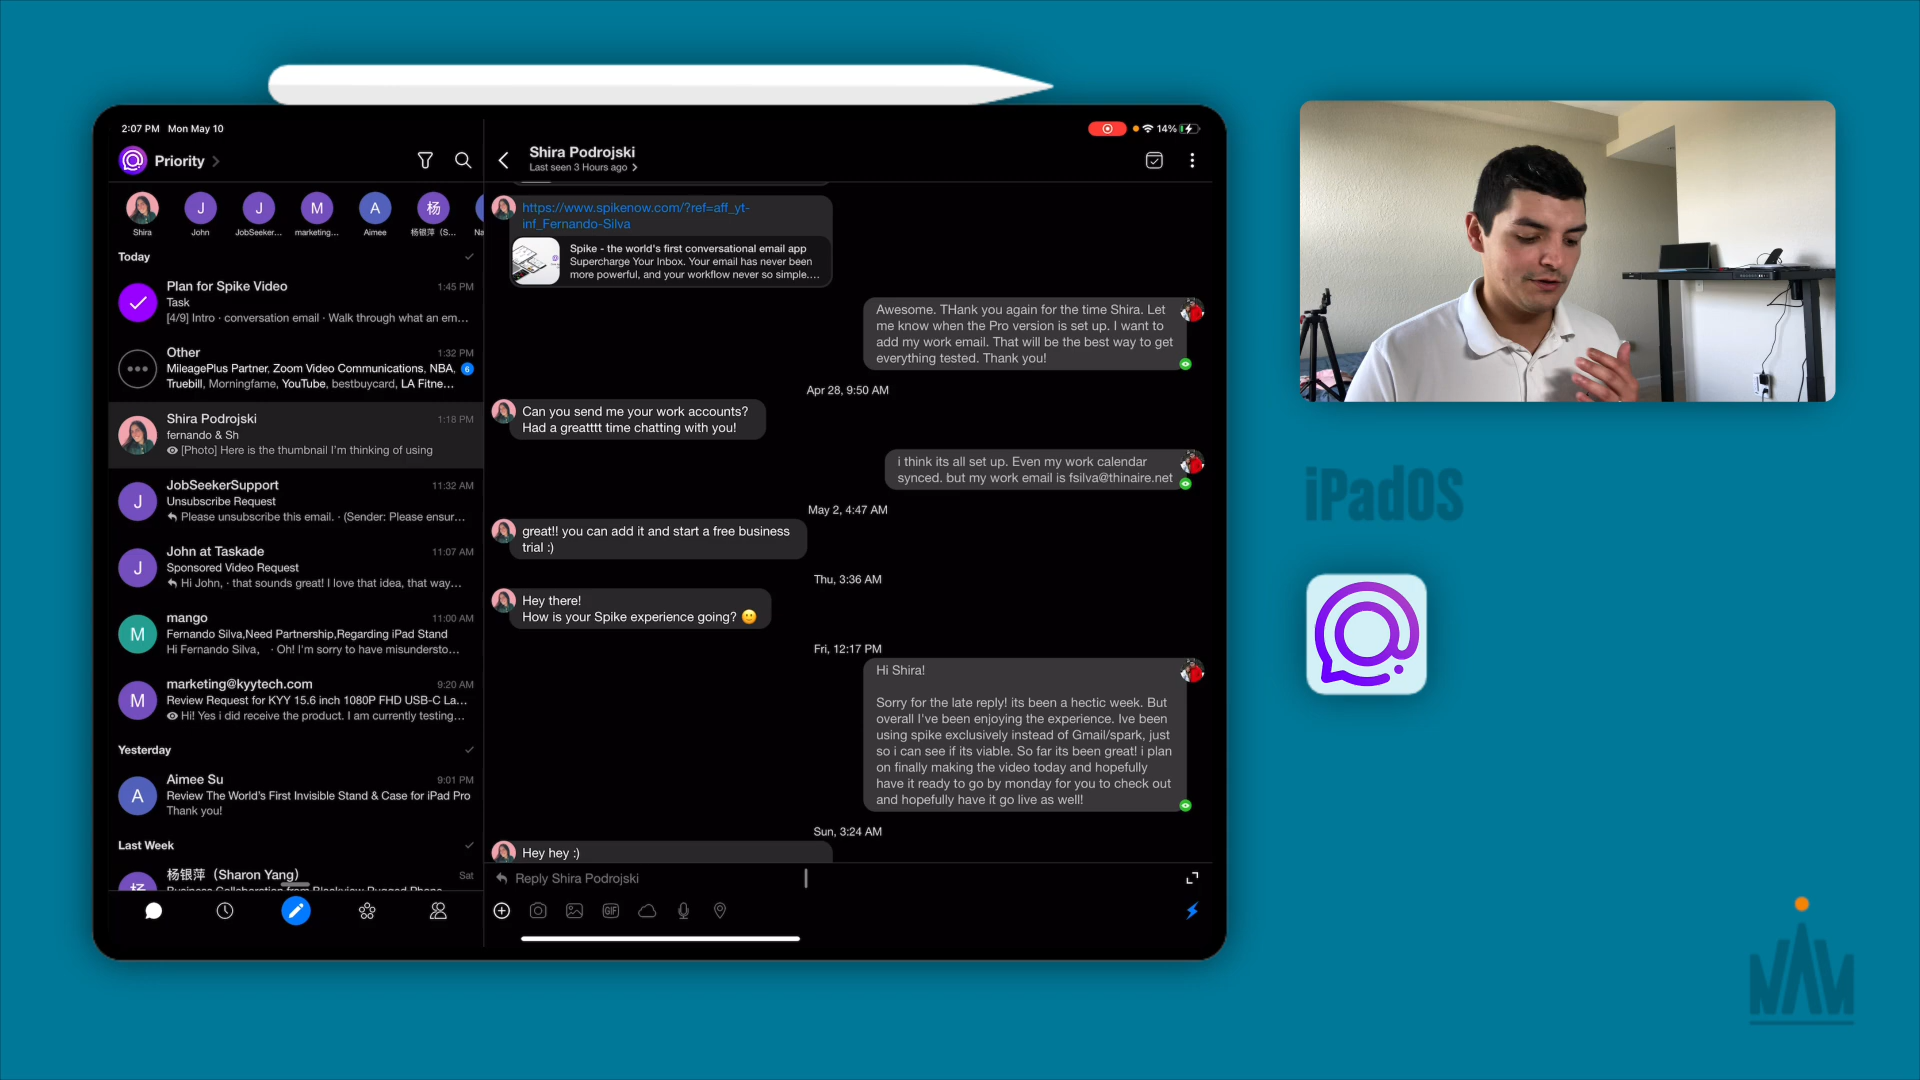 2:07 PM Mon May 10
14%
Priority
Shira
John
JobSeeker...
marketing...
Aimee
杨银萍 (S...
Na
Today
Plan for Spike Video 1:45 PM
Task
[4/9] Intro · conversation email · Walk through what an em...
Other 1:32 PM
MileagePlus Partner, Zoom Video Communications, NBA, 6
Truebill, Morningfame, YouTube, bestbuycard, LA Fitne...
Shira Podrojski 1:18 PM
fernando & Sh
[Photo] Here is the thumbnail I'm thinking of using
J
JobSeekerSupport 11:32 AM
Unsubscribe Request
Please unsubscribe this email. · (Sender: Please ensur...
J
John at Taskade 11:07 AM
Sponsored Video Request
Hi John, · that sounds great! I love that idea, that way...
M
mango 11:00 AM
Fernando Silva,Need Partnership,Regarding iPad Stand
Hi Fernando Silva, · Oh! I'm sorry to have misundersto...
M
marketing@kyytech.com 9:20 AM
Review Request for KYY 15.6 inch 1080P FHD USB-C La...
Hi! Yes i did receive the product. I am currently testing...
Yesterday
A
Aimee Su 9:01 PM
Review The World's First Invisible Stand & Case for iPad Pro
Thank you!
Last Week
杨银萍 (Sharon Yang) Sat
Business Collaboration from Blackview Rugged Phone
Shira Podrojski
Last seen 3 Hours ago
https://www.spikenow.com/?ref=aff_yt-
inf_Fernando-Silva
Spike - the world's first conversational email app
Supercharge Your Inbox. Your email has never been
more powerful, and your workflow never so simple....
Awesome. THank you again for the time Shira. Let
me know when the Pro version is set up. I want to
add my work email. That will be the best way to get
everything tested. Thank you!
Apr 28, 9:50 AM
Can you send me your work accounts?
Had a greatttt time chatting with you!
i think its all set up. Even my work calendar
synced. but my work email is fsilva@thinaire.net
May 2, 4:47 AM
great!! you can add it and start a free business
trial :)
Thu, 3:36 AM
Hey there!
How is your Spike experience going? 🙂
Fri, 12:17 PM
Hi Shira!
Sorry for the late reply! its been a hectic week. But
overall I've been enjoying the experience. Ive been
using spike exclusively instead of Gmail/spark, just
so i can see if its viable. So far its been great! i plan
on finally making the video today and hopefully
have it ready to go by monday for you to check out
and hopefully have it go live as well!
Sun, 3:24 AM
Hey hey :)
Reply Shira Podrojski
GIF
iPadOS